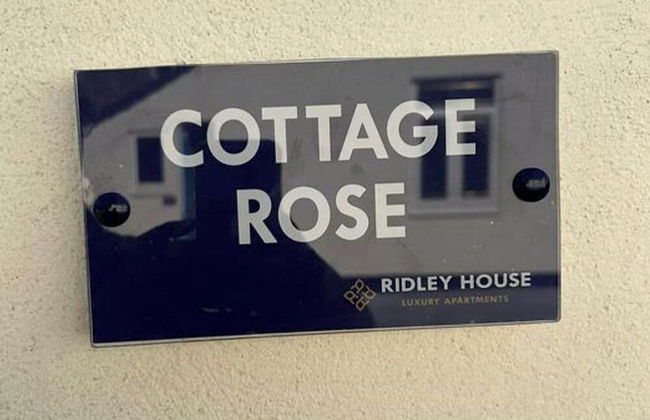 COTTAGE
ROSE
RIDLEY HOUSE
LUXURY APARTMENTS